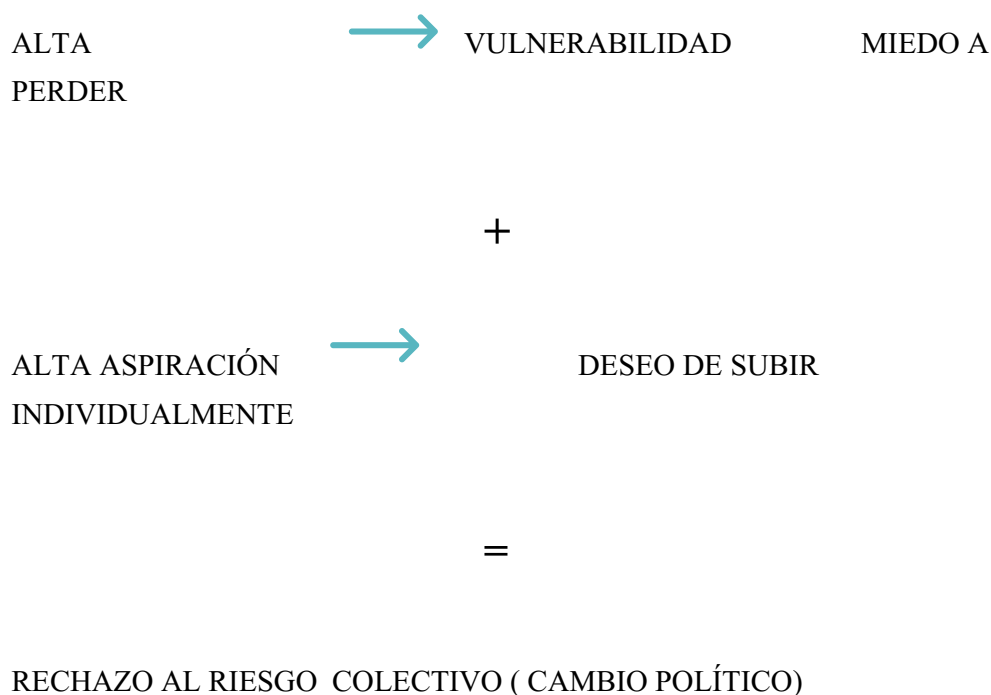 ALTA → VULNERABILIDAD MIEDO A
PERDER
+
ALTA ASPIRACIÓN → DESEO DE SUBIR
INDIVIDUALMENTE
=
RECHAZO AL RIESGO COLECTIVO ( CAMBIO POLÍTICO)